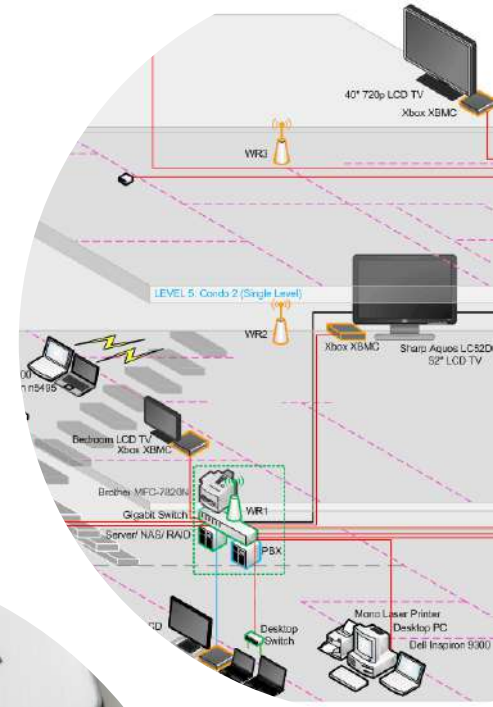 40" 720p LCD TV
Xbox XBMC
WR3
LEVEL 5: Condo 2 (Single Level)
WR2
Xbox XBMC
Sharp Aquos LC52D
52" LCD TV
Bedroom LCD TV
Xbox XBMC
Brother MFC-7820N
WR1
Gigabit Switch
Server/ NAS/ RAID
PBX
Desktop
Switch
Mono Laser Printer
Desktop PC
Dell Inspiron 9300